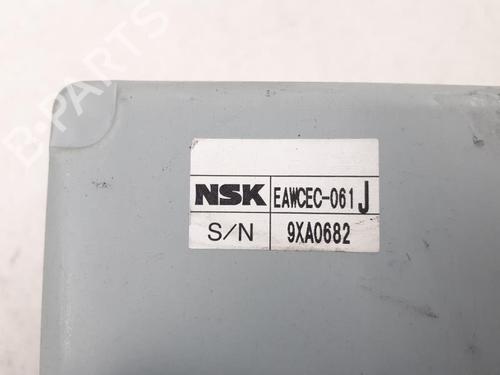 B-PARTS
NSK EAWCEC-061 J
S/N 9XA0682